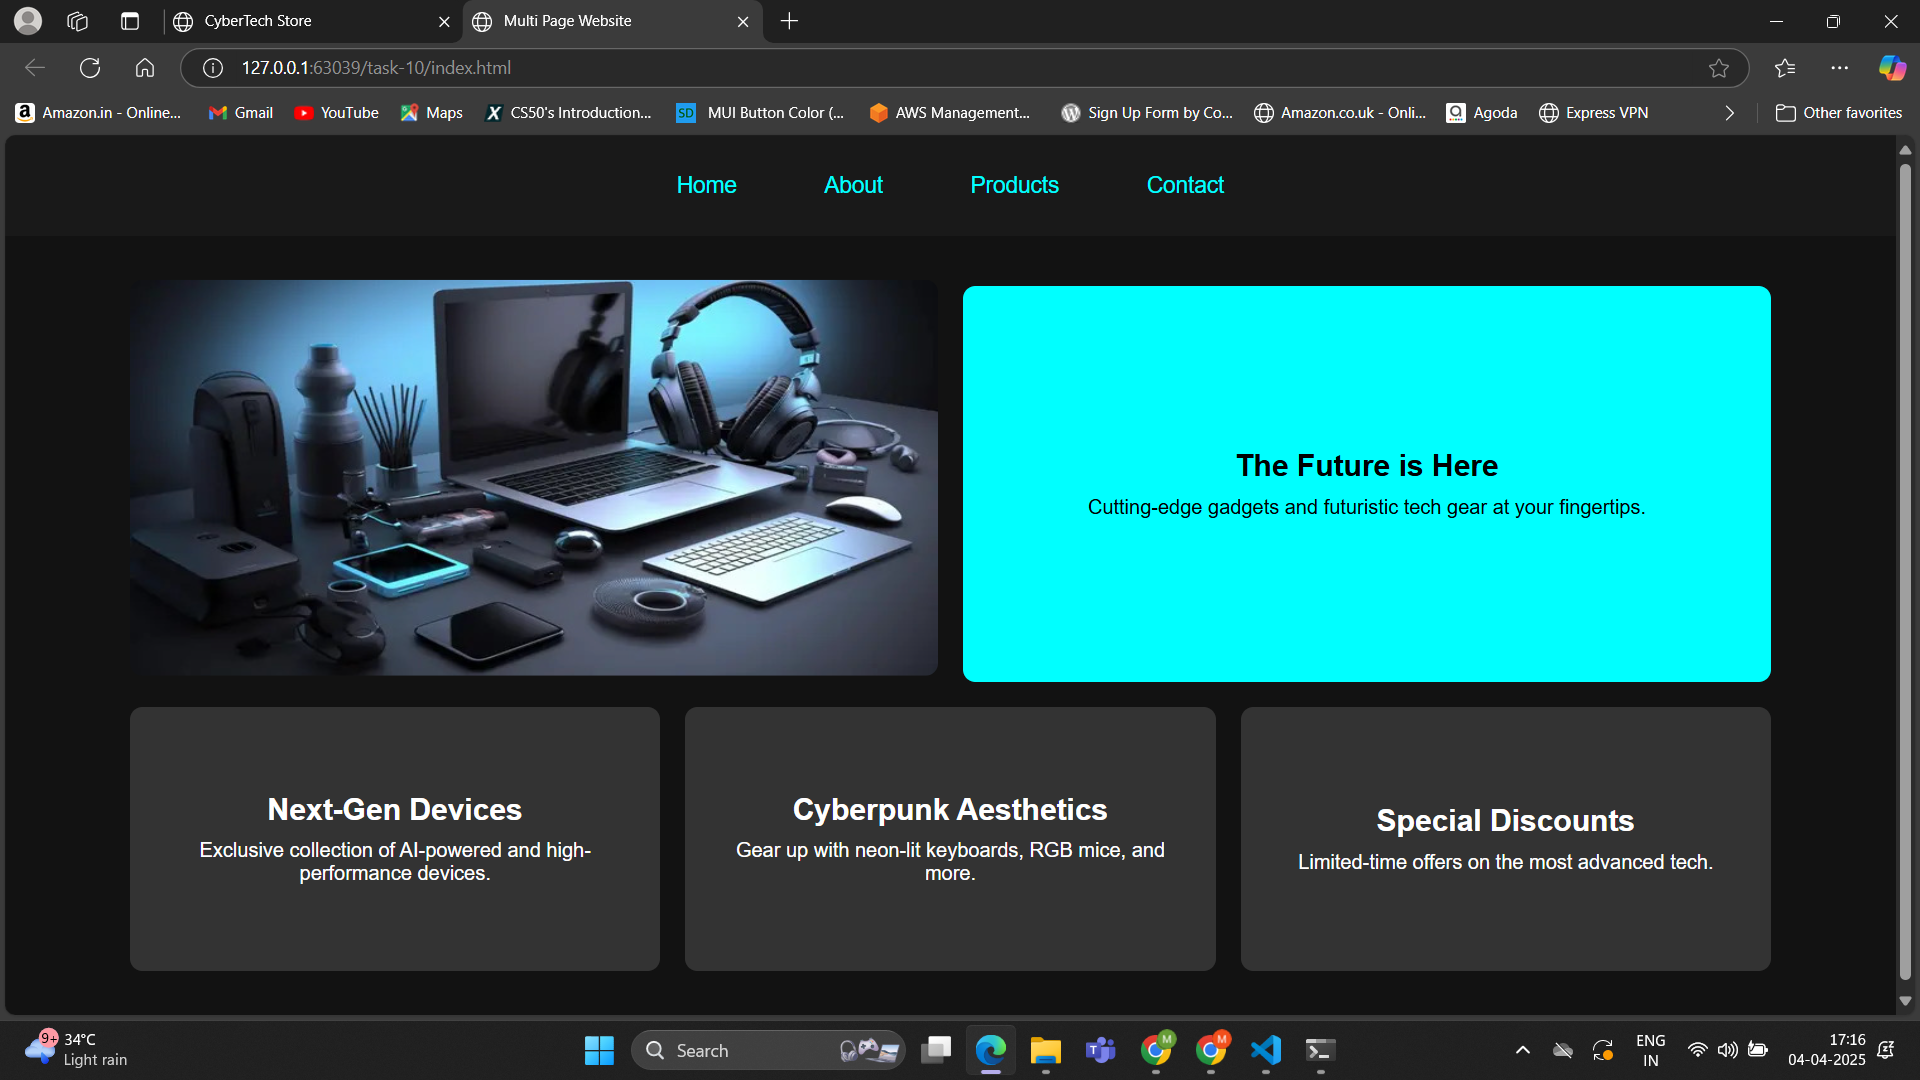 CyberTech Store
Multi Page Website
127.0.0.1:63039/task-10/index.html
Amazon.in - Online...
Gmail
YouTube
Maps
CS50's Introduction...
SD
MUI Button Color (...
AWS Management...
Sign Up Form by Co...
Amazon.co.uk - Onli...
Agoda
Express VPN
Other favorites
Home
About
Products
Contact
The Future is Here
Cutting-edge gadgets and futuristic tech gear at your fingertips.
Next-Gen Devices
Exclusive collection of AI-powered and high-
performance devices.
Cyberpunk Aesthetics
Gear up with neon-lit keyboards, RGB mice, and
more.
Special Discounts
Limited-time offers on the most advanced tech.
9+
34°C
Light rain
Search
M
M
ENG
IN
17:16
04-04-2025